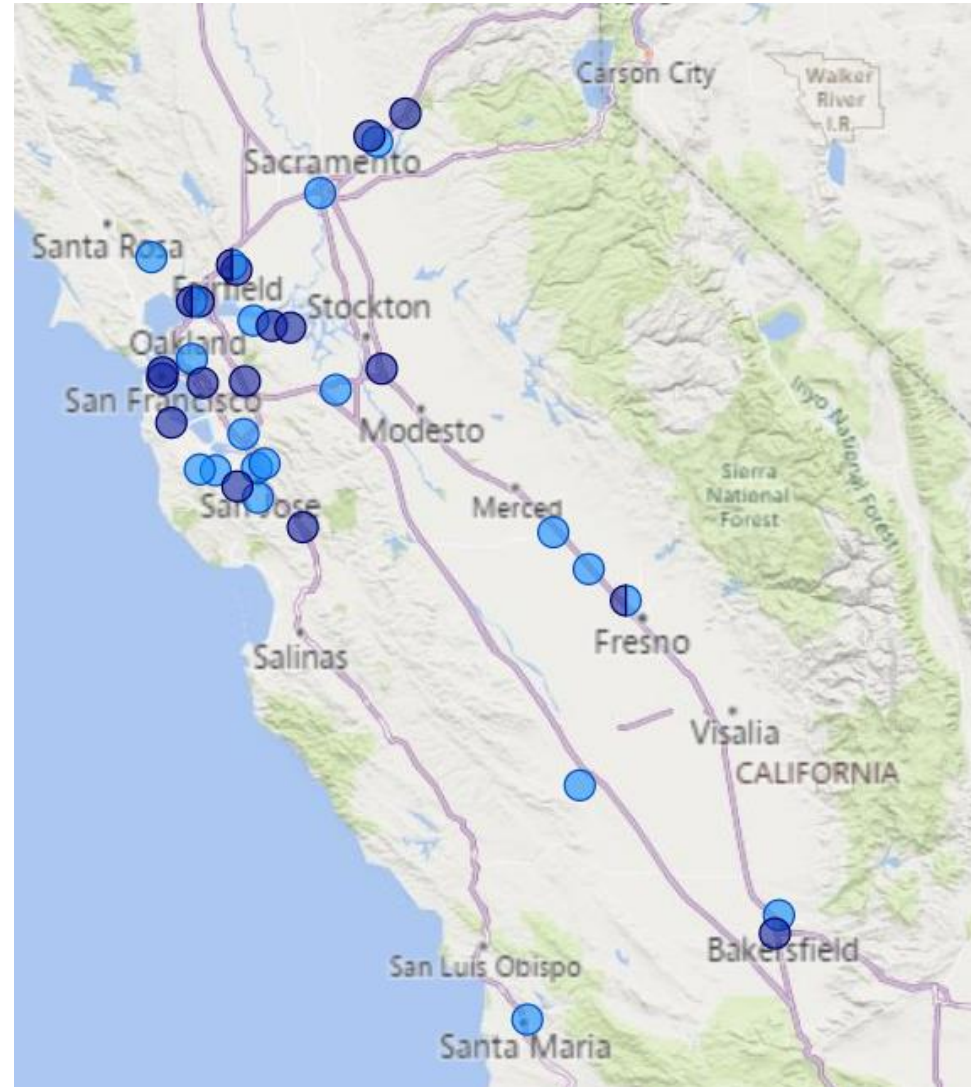 Carson City
Walker
River
I.R.
Sacramento
Santa Rosa
Fairfield
Stockton
Oakland
San Francisco
Modesto
Inyo National Forest
Sierra
National
Forest
San Jose
Merced
Fresno
Salinas
Visalia
CALIFORNIA
Bakersfield
San Luis Obispo
Santa Maria